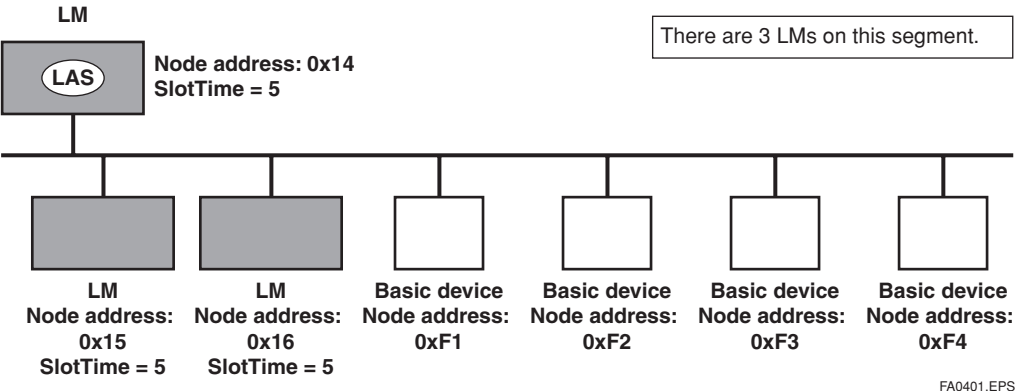 LM
There are 3 LMs on this segment.
LAS
Node address: 0x14
SlotTime = 5
LM
Node address:
0x15
SlotTime = 5
LM
Node address:
0x16
SlotTime = 5
Basic device
Node address:
0xF1
Basic device
Node address:
0xF2
Basic device
Node address:
0xF3
Basic device
Node address:
0xF4
FA0401.EPS